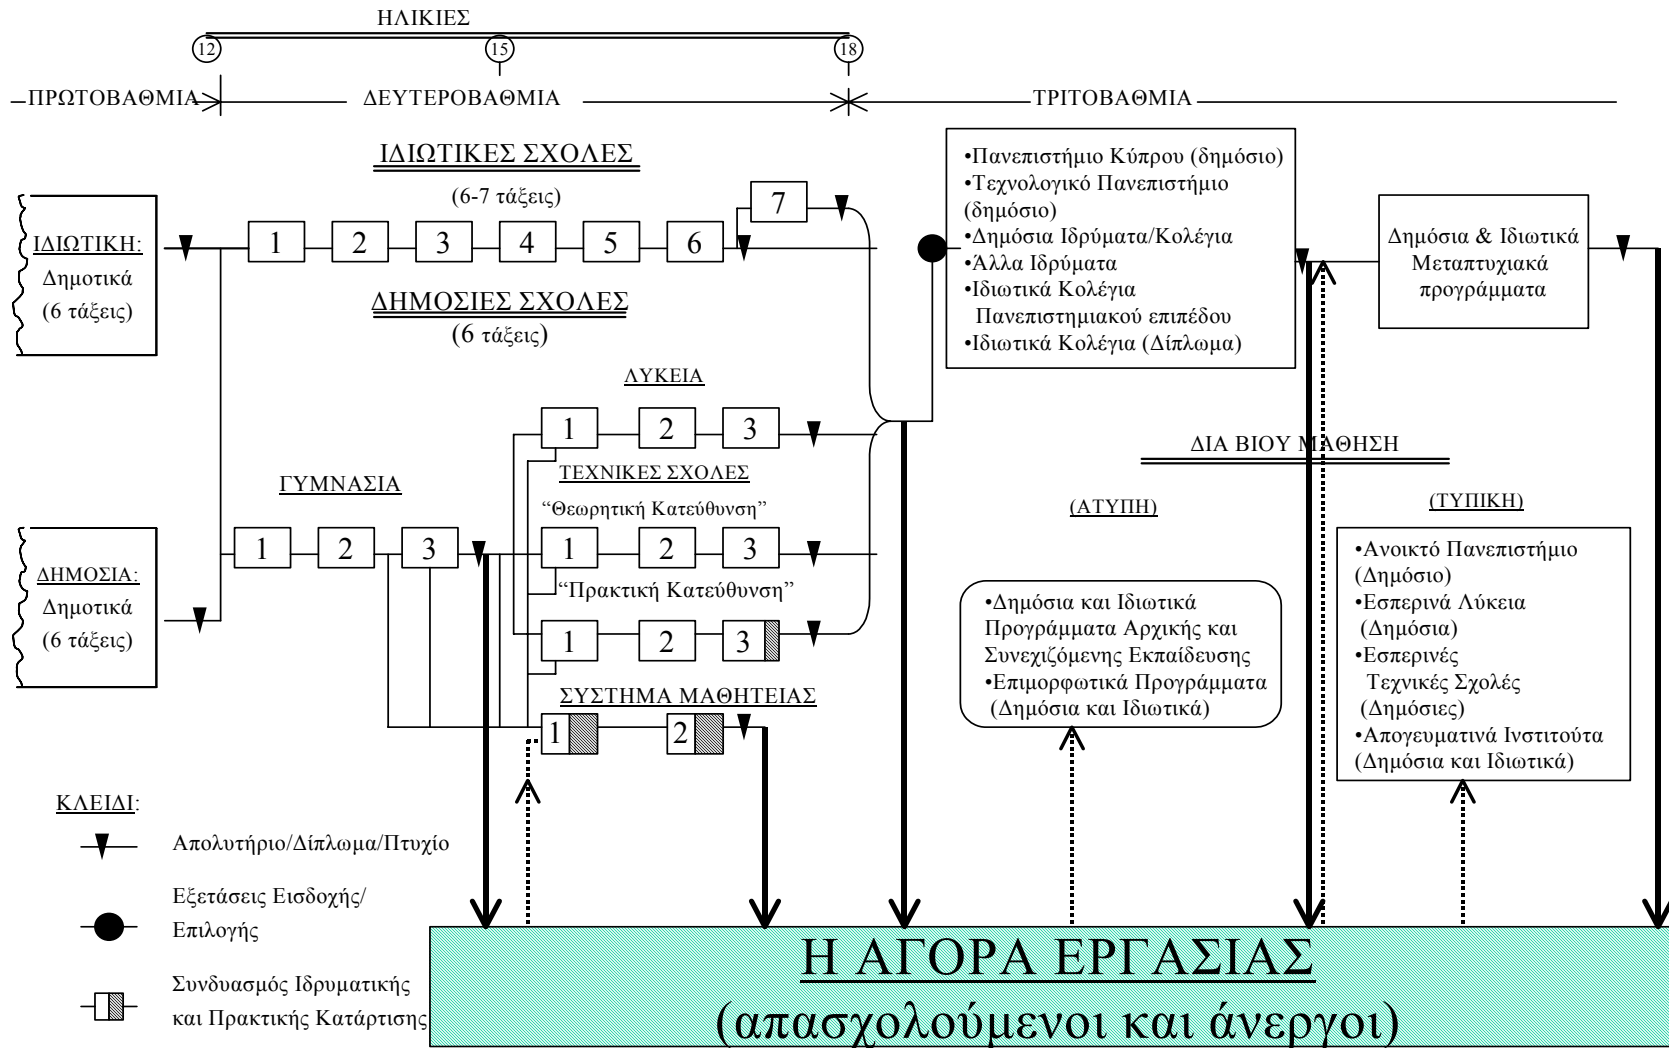 ΗΛΙΚΙΕΣ
12
15
18
ΠΡΩΤΟΒΑΘΜΙΑ
ΔΕΥΤΕΡΟΒΑΘΜΙΑ
ΤΡΙΤΟΒΑΘΜΙΑ
ΙΔΙΩΤΙΚΕΣ ΣΧΟΛΕΣ
(6-7 τάξεις)
ΙΔΙΩΤΙΚΗ:
Δημοτικά
(6 τάξεις)
1
2
3
4
5
6
7
ΔΗΜΟΣΙΕΣ ΣΧΟΛΕΣ
(6 τάξεις)
•Πανεπιστήμιο Κύπρου (δημόσιο)
•Τεχνολογικό Πανεπιστήμιο
(δημόσιο)
•Δημόσια Ιδρύματα/Κολέγια
•Άλλα Ιδρύματα
•Ιδιωτικά Κολέγια
Πανεπιστημιακού επιπέδου
•Ιδιωτικά Κολέγια (Δίπλωμα)
Δημόσια & Ιδιωτικά
Μεταπτυχιακά
προγράμματα
ΛΥΚΕΙΑ
1
2
3
ΤΕΧΝΙΚΕΣ ΣΧΟΛΕΣ
“Θεωρητική Κατεύθυνση”
ΓΥΜΝΑΣΙΑ
1
2
3
1
2
3
“Πρακτική Κατεύθυνση”
1
2
3
ΔΗΜΟΣΙΑ:
Δημοτικά
(6 τάξεις)
ΣΥΣΤΗΜΑ ΜΑΘΗΤΕΙΑΣ
1
2
ΔΙΑ ΒΙΟΥ ΜΑΘΗΣΗ
(ΑΤΥΠΗ)
•Δημόσια και Ιδιωτικά
Προγράμματα Αρχικής και
Συνεχιζόμενης Εκπαίδευσης
•Επιμορφωτικά Προγράμματα
(Δημόσια και Ιδιωτικά)
(ΤΥΠΙΚΗ)
•Ανοικτό Πανεπιστήμιο
(Δημόσιο)
•Εσπερινά Λύκεια
(Δημόσια)
•Εσπερινές
Τεχνικές Σχολές
(Δημόσιες)
•Απογευματινά Ινστιτούτα
(Δημόσια και Ιδιωτικά)
ΚΛΕΙΔΙ:
Απολυτήριο/Δίπλωμα/Πτυχίο
Εξετάσεις Εισδοχής/
Επιλογής
Συνδυασμός Ιδρυματικής
και Πρακτικής Κατάρτισης
Η ΑΓΟΡΑ ΕΡΓΑΣΙΑΣ
(απασχολούμενοι και άνεργοι)